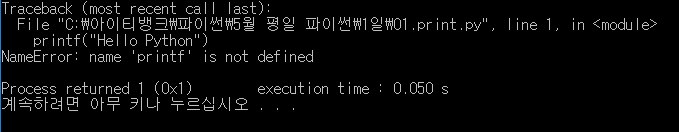 Traceback (most recent call last):
  File "C:₩아이티뱅크₩파이썬₩5월 평일 파이썬₩1일₩01.print.py", line 1, in <module>
    printf("Hello Python")
NameError: name 'printf' is not defined

Process returned 1 (0x1)        execution time : 0.050 s
계속하려면 아무 키나 누르십시오 . . .